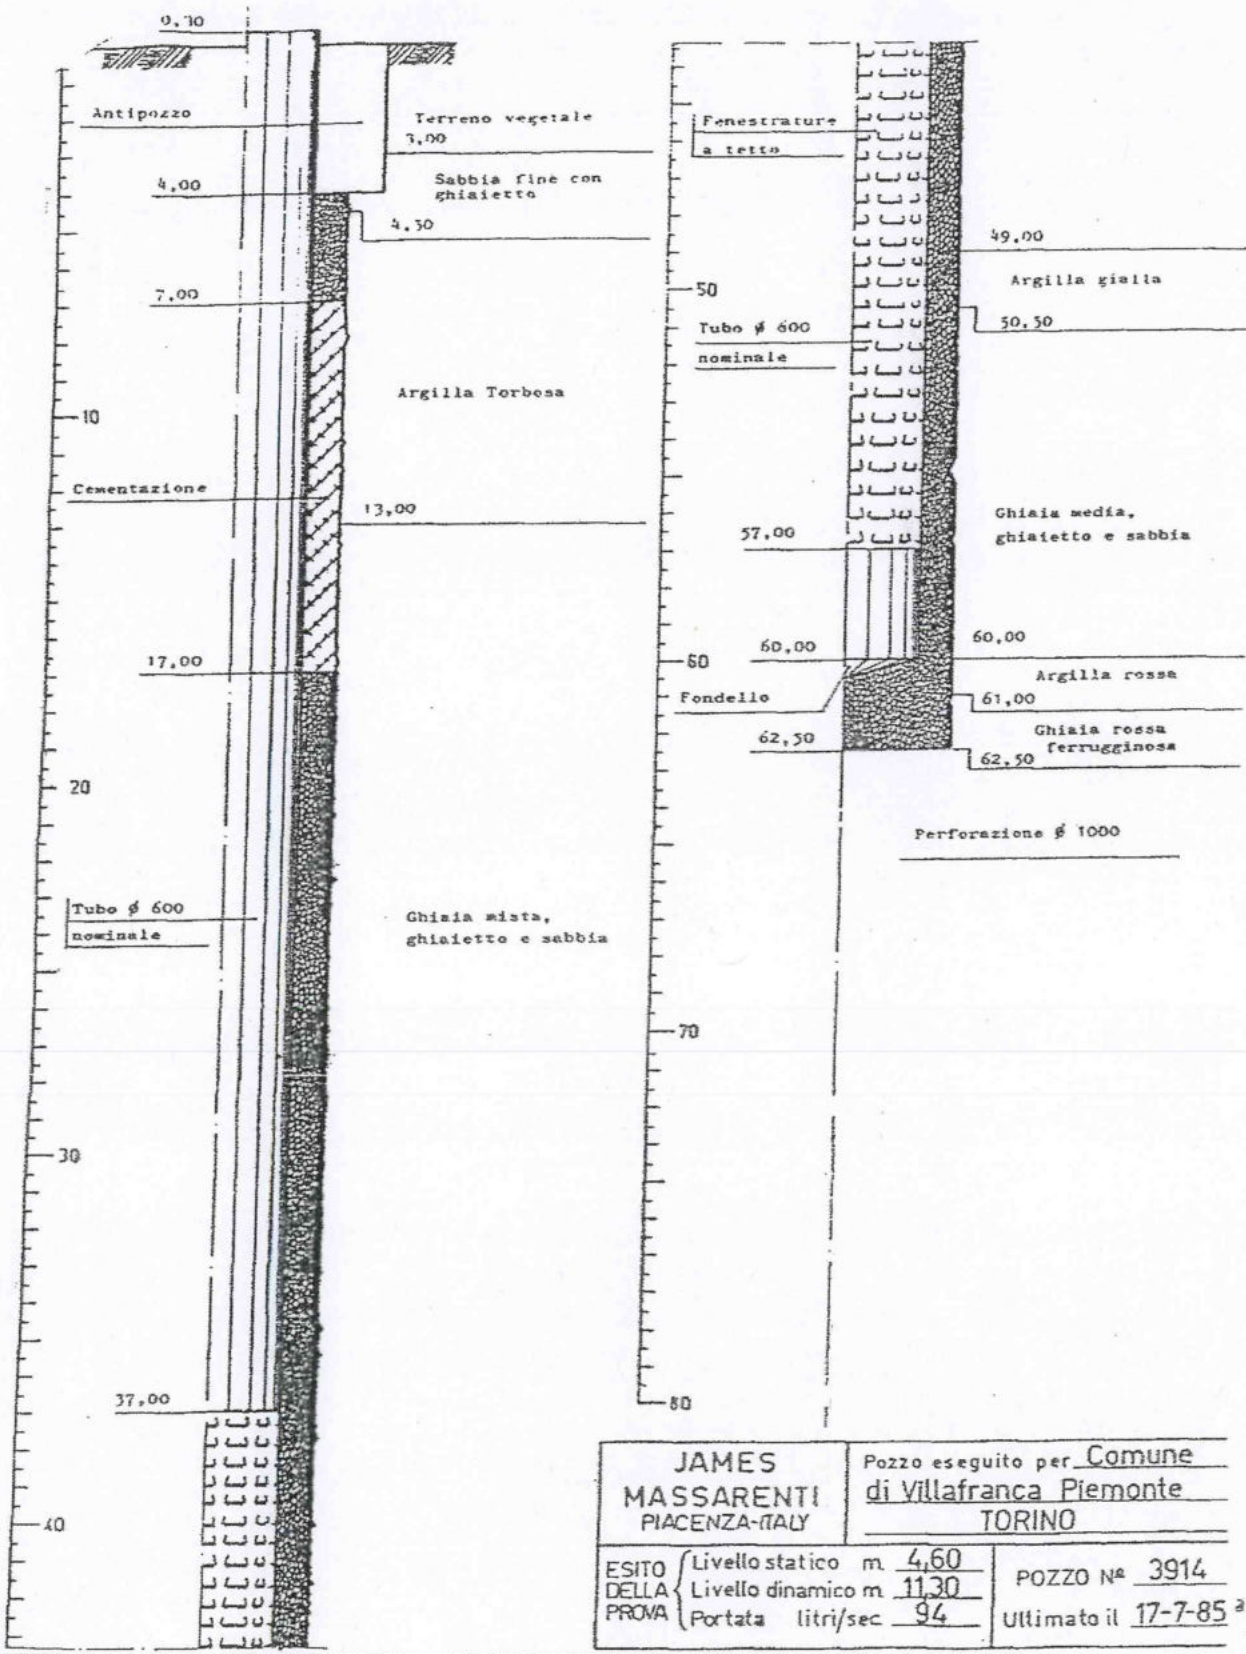 0,30
Antipozzo
Terreno vegetale
3,00
4,00
Sabbia fine con
ghiaietto
4,30
7,00
10
Argilla Torbosa
Cementazione
13,00
17,00
20
Tubo ø 600
nominale
Ghiaia mista,
ghiaietto e sabbia
30
37,00
40
Fenestrature
a tetto
49,00
Argilla gialla
50
50,50
Tubo ø 600
nominale
Ghiaia media,
ghiaietto e sabbia
57,00
60
60,00
60,00
Argilla rossa
Fondello
61,00
Ghiaia rossa
ferrugginosa
62,50
62,50
Perforazione ø 1000
70
80
JAMES
MASSARENTI
PIACENZA-ITALY
Pozzo eseguito per Comune
di Villafranca Piemonte
TORINO
ESITO
DELLA
PROVA
Livello statico m 4,60
Livello dinamico m 11,30
Portata litri/sec 94
POZZO Nº 3914
Ultimato il 17-7-85 a